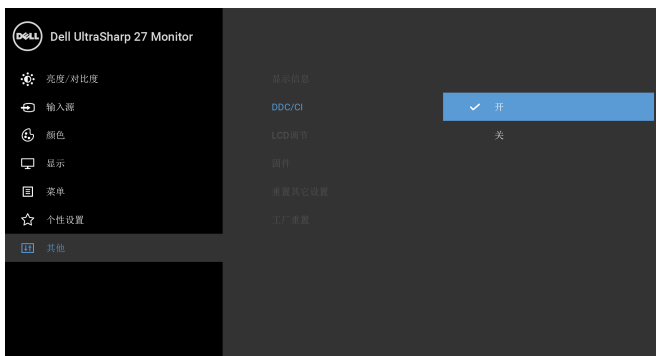 DELL Dell UltraSharp 27 Monitor
亮度/对比度
显示信息
输入源
DDC/CI
开
颜色
LCD调节
关
显示
固件
菜单
重置其它设置
个性设置
工厂重置
其他